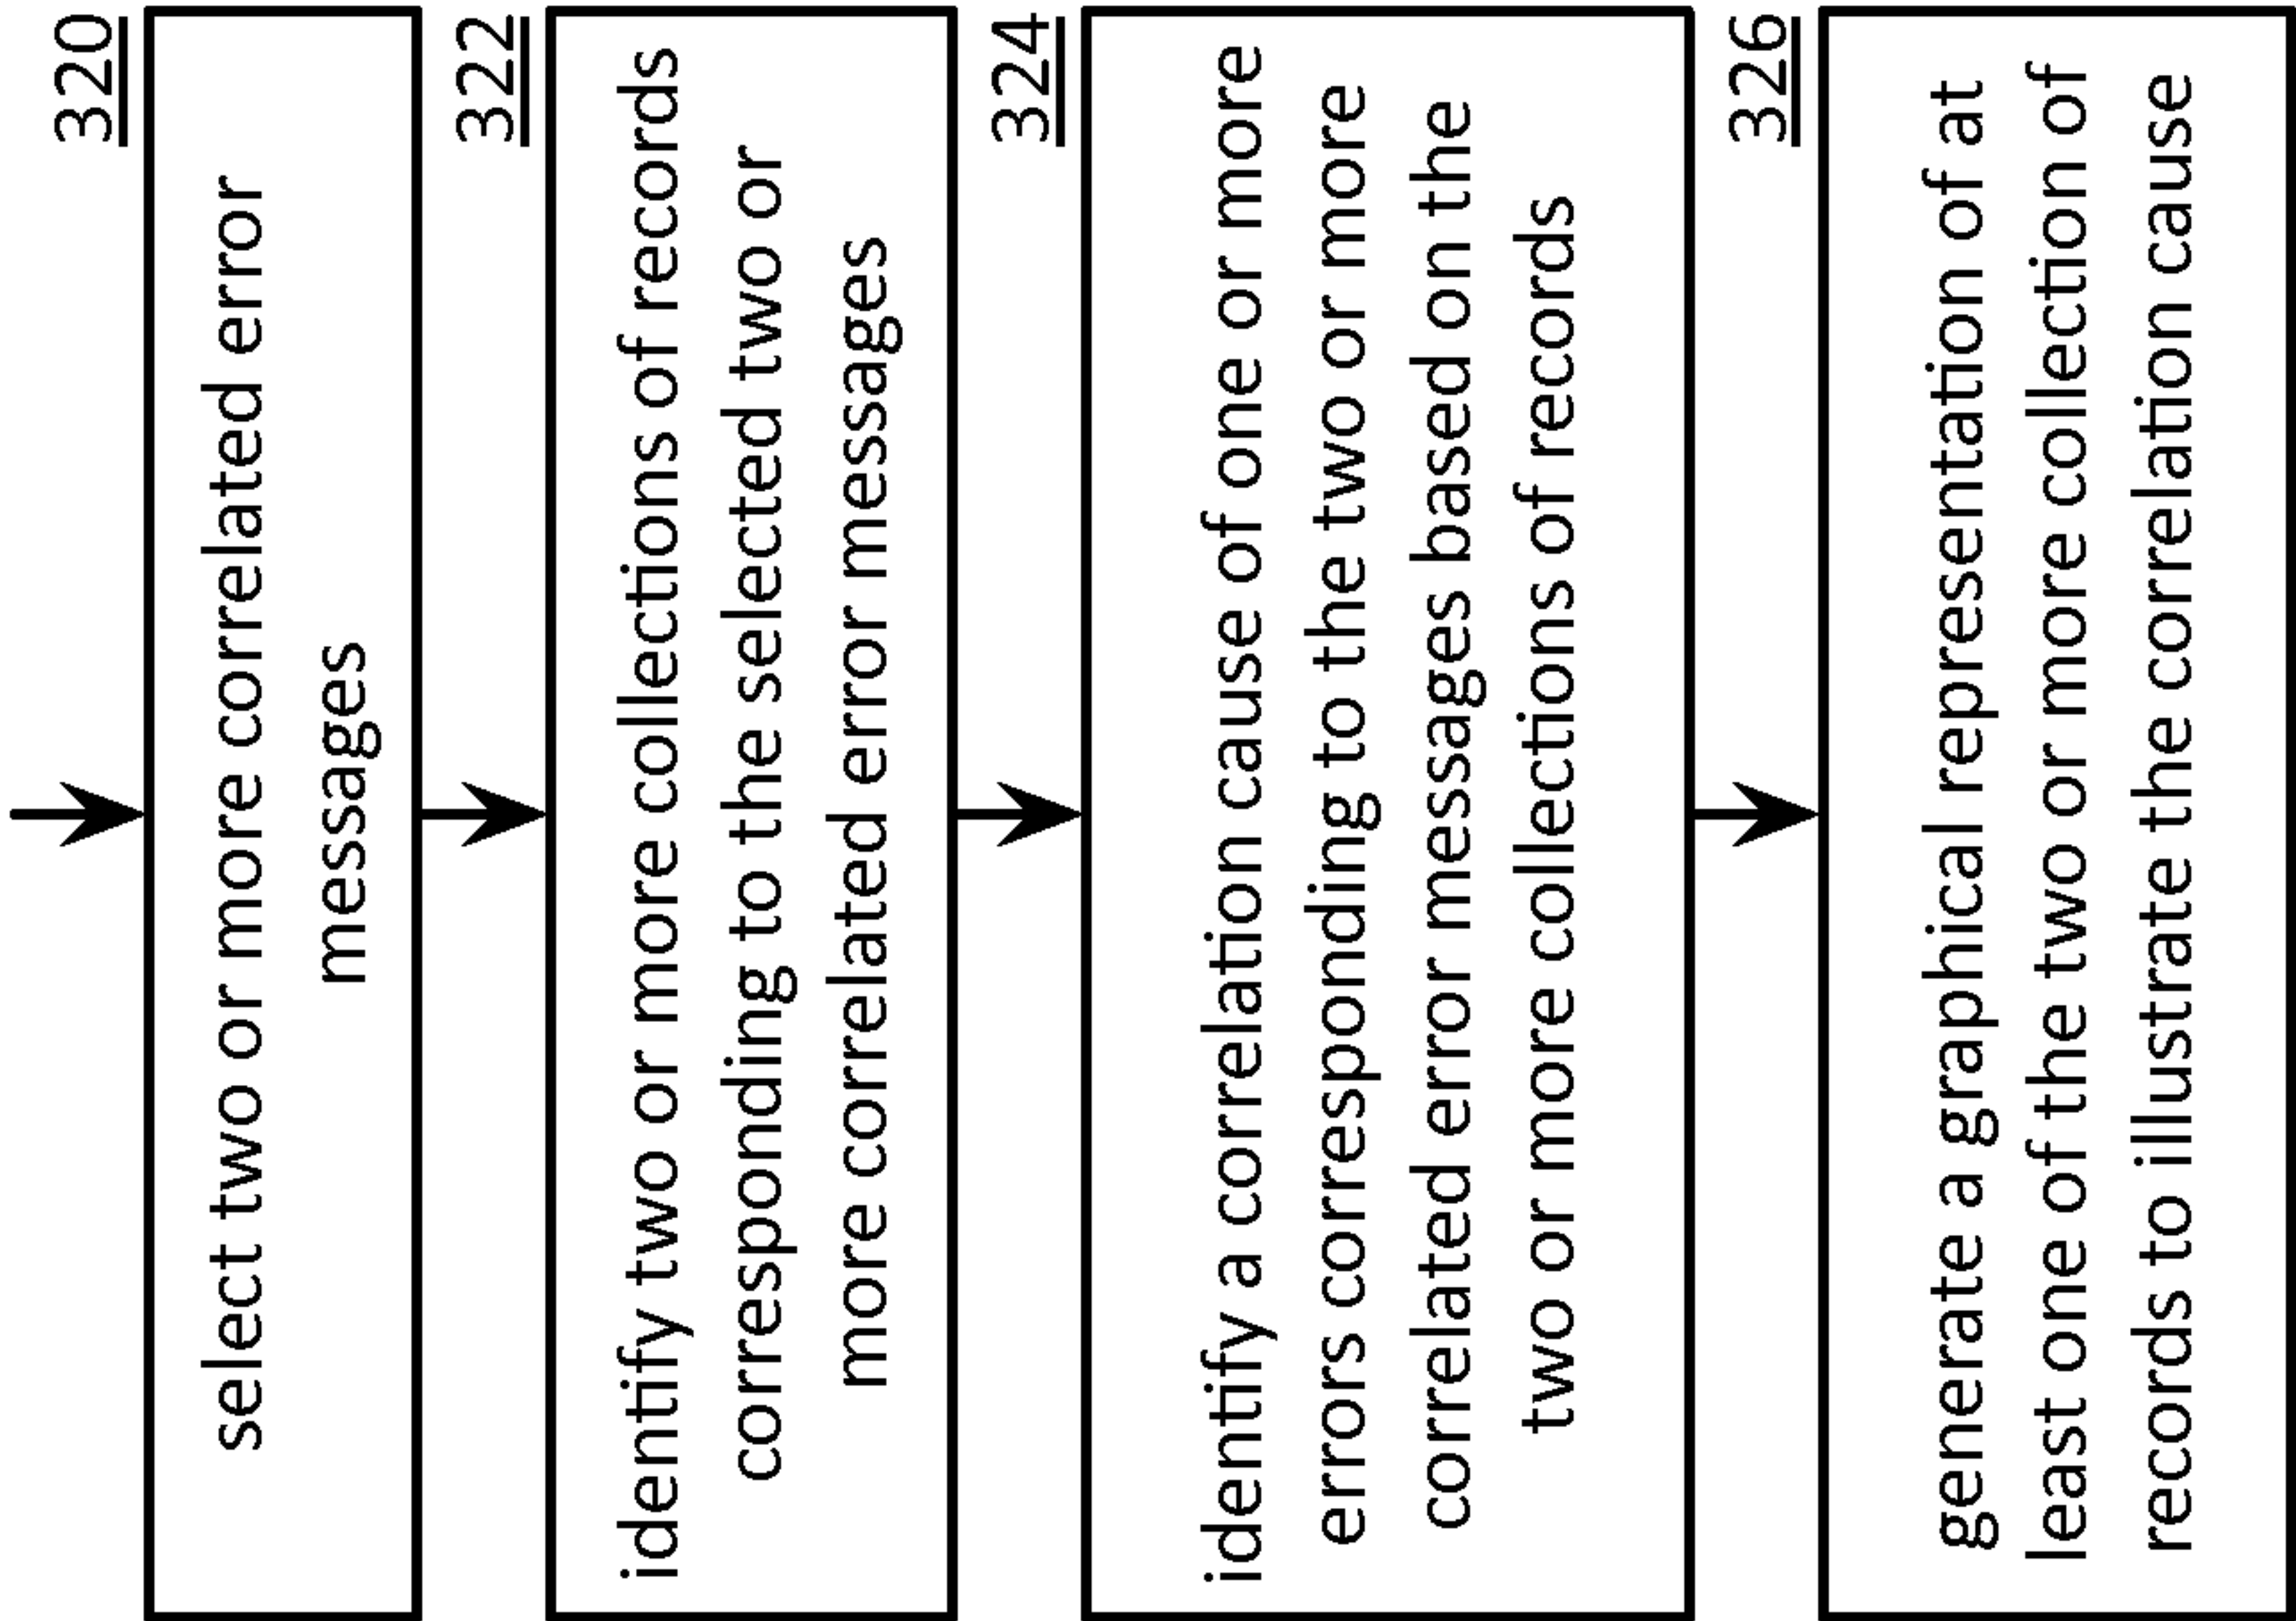 320
select two or more correlated error
messages
322
identify two or more collections of records
corresponding to the selected two or
more correlated error messages
324
identify a correlation cause of one or more
errors corresponding to the two or more
correlated error messages based on the
two or more collections of records
326
generate a graphical representation of at
least one of the two or more collection of
records to illustrate the correlation cause